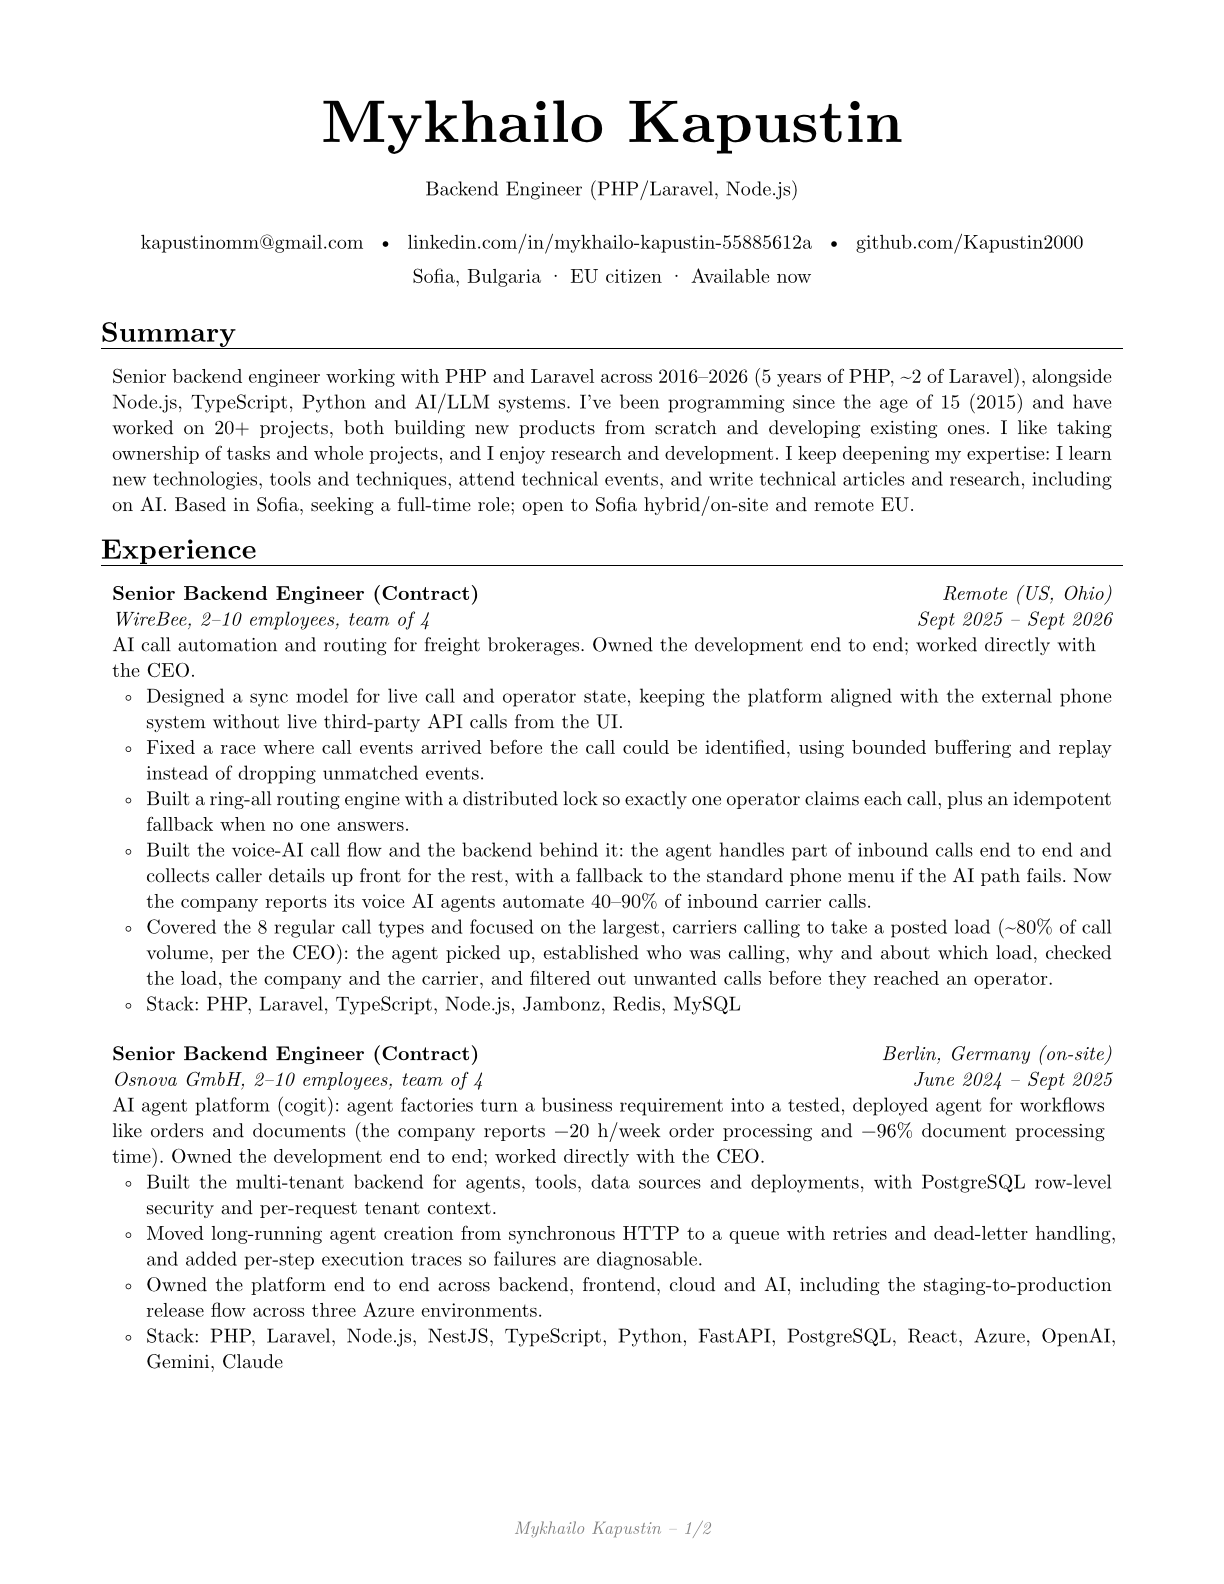 Mykhailo Kapustin
Backend Engineer (PHP/Laravel, Node.js)
kapustinomm@gmail.com • linkedin.com/in/mykhailo-kapustin-55885612a • github.com/Kapustin2000
Sofia, Bulgaria · EU citizen · Available now
Summary
Senior backend engineer working with PHP and Laravel across 2016–2026 (5 years of PHP, ~2 of Laravel), alongside
Node.js, TypeScript, Python and AI/LLM systems. I've been programming since the age of 15 (2015) and have
worked on 20+ projects, both building new products from scratch and developing existing ones. I like taking
ownership of tasks and whole projects, and I enjoy research and development. I keep deepening my expertise: I learn
new technologies, tools and techniques, attend technical events, and write technical articles and research, including
on AI. Based in Sofia, seeking a full-time role; open to Sofia hybrid/on-site and remote EU.
Experience
Senior Backend Engineer (Contract) Remote (US, Ohio)
WireBee, 2–10 employees, team of 4 Sept 2025 – Sept 2026
AI call automation and routing for freight brokerages. Owned the development end to end; worked directly with
the CEO.
◦ Designed a sync model for live call and operator state, keeping the platform aligned with the external phone
system without live third-party API calls from the UI.
◦ Fixed a race where call events arrived before the call could be identified, using bounded buffering and replay
instead of dropping unmatched events.
◦ Built a ring-all routing engine with a distributed lock so exactly one operator claims each call, plus an idempotent
fallback when no one answers.
◦ Built the voice-AI call flow and the backend behind it: the agent handles part of inbound calls end to end and
collects caller details up front for the rest, with a fallback to the standard phone menu if the AI path fails. Now
the company reports its voice AI agents automate 40–90% of inbound carrier calls.
◦ Covered the 8 regular call types and focused on the largest, carriers calling to take a posted load (~80% of call
volume, per the CEO): the agent picked up, established who was calling, why and about which load, checked
the load, the company and the carrier, and filtered out unwanted calls before they reached an operator.
◦ Stack: PHP, Laravel, TypeScript, Node.js, Jambonz, Redis, MySQL
Senior Backend Engineer (Contract) Berlin, Germany (on-site)
Osnova GmbH, 2–10 employees, team of 4 June 2024 – Sept 2025
AI agent platform (cogit): agent factories turn a business requirement into a tested, deployed agent for workflows
like orders and documents (the company reports −20 h/week order processing and −96% document processing
time). Owned the development end to end; worked directly with the CEO.
◦ Built the multi-tenant backend for agents, tools, data sources and deployments, with PostgreSQL row-level
security and per-request tenant context.
◦ Moved long-running agent creation from synchronous HTTP to a queue with retries and dead-letter handling,
and added per-step execution traces so failures are diagnosable.
◦ Owned the platform end to end across backend, frontend, cloud and AI, including the staging-to-production
release flow across three Azure environments.
◦ Stack: PHP, Laravel, Node.js, NestJS, TypeScript, Python, FastAPI, PostgreSQL, React, Azure, OpenAI,
Gemini, Claude
Mykhailo Kapustin – 1/2